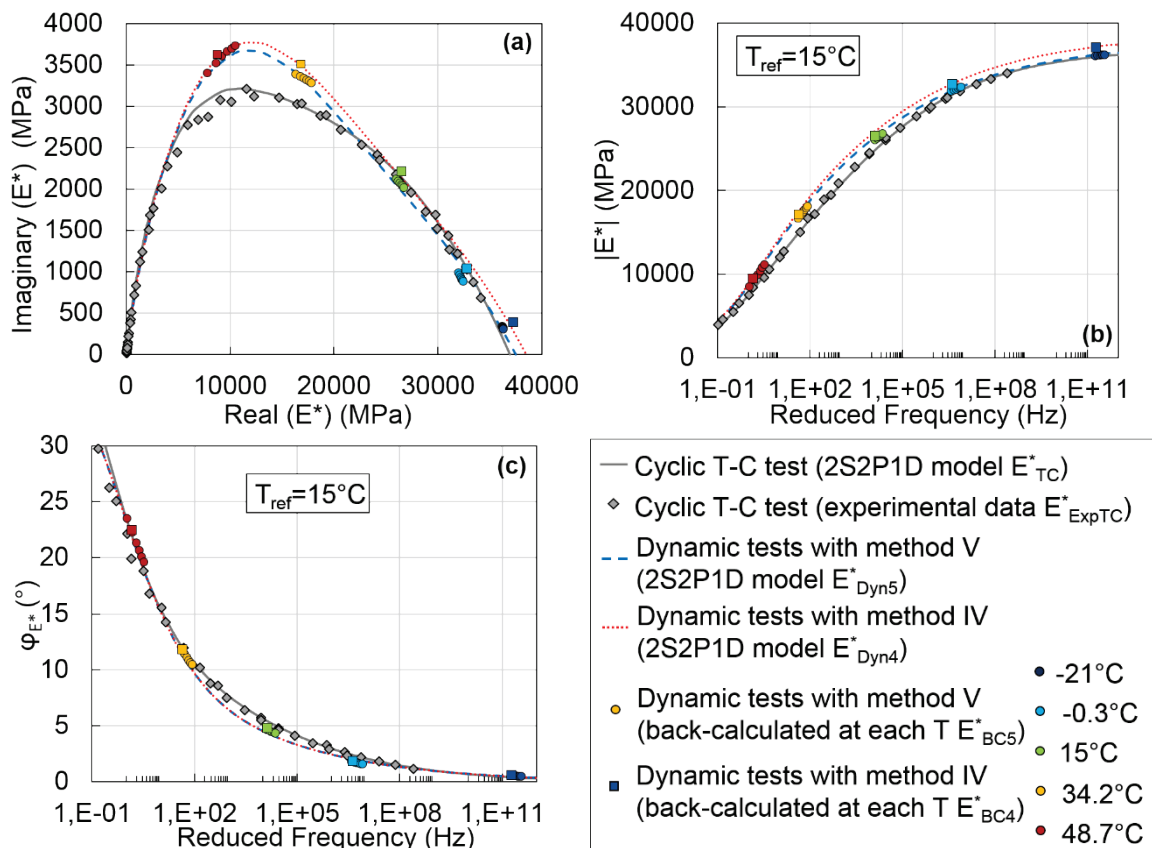 (a)
4000
3500
3000
2500
2000
1500
1000
500
0
Imaginary (E*) (MPa)
0 10000 20000 30000 40000
Real (E*) (MPa)
(b)
T_ref=15°C
40000
30000
20000
10000
0
|E*| (MPa)
1,E-01 1,E+02 1,E+05 1,E+08 1,E+11
Reduced Frequency (Hz)
(c)
T_ref=15°C
30
25
20
15
10
5
0
φ_E* (°)
1,E-01 1,E+02 1,E+05 1,E+08 1,E+11
Reduced Frequency (Hz)
Cyclic T-C test (2S2P1D model E*_TC)
Cyclic T-C test (experimental data E*_ExpTC)
Dynamic tests with method V
(2S2P1D model E*_Dyn5)
Dynamic tests with method IV
(2S2P1D model E*_Dyn4)
Dynamic tests with method V
(back-calculated at each T E*_BC5)
Dynamic tests with method IV
(back-calculated at each T E*_BC4)
-21°C
-0.3°C
15°C
34.2°C
48.7°C